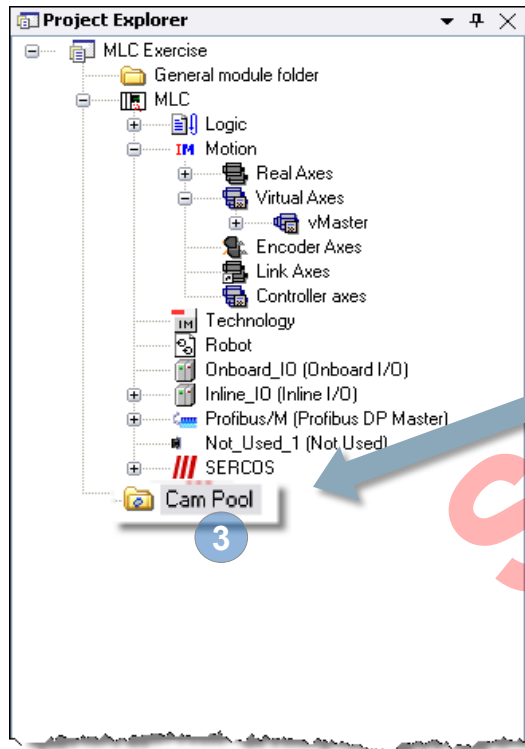 Project Explorer
MLC Exercise
General module folder
MLC
Logic
IM Motion
Real Axes
Virtual Axes
vMaster
Encoder Axes
Link Axes
Controller axes
IM Technology
Robot
Onboard_IO (Onboard I/O)
Inline_IO (Inline I/O)
Profibus/M (Profibus DP Master)
Not_Used_1 (Not Used)
SERCOS
Cam Pool
3